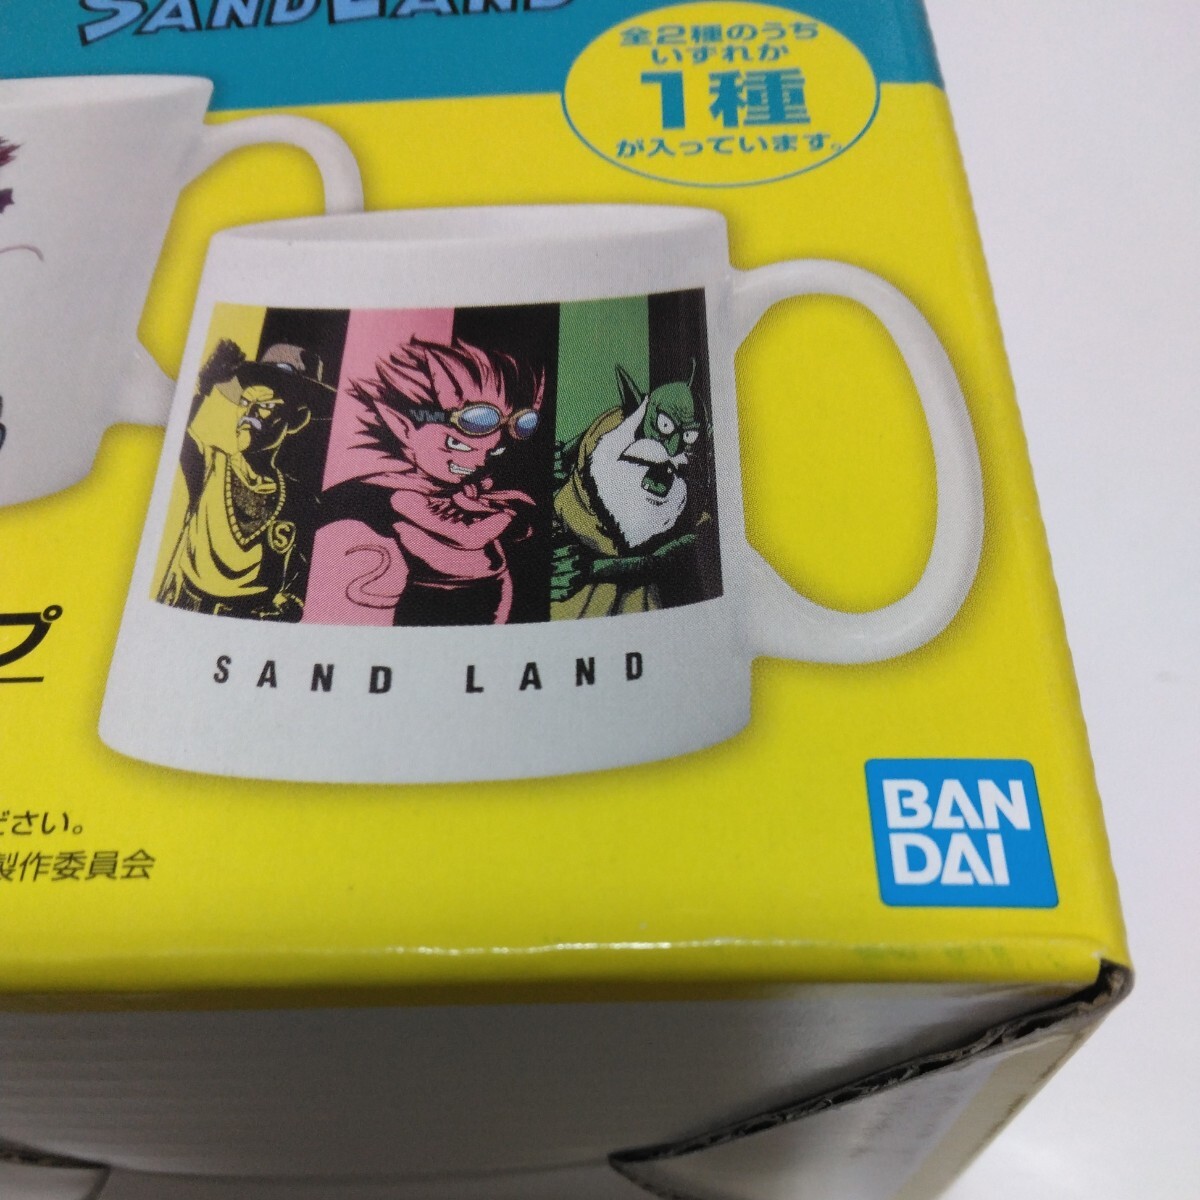 SAND LAND
全2種のうち
いずれか
1種
が入っています。
S
SAND LAND
プ
ださい。
製作委員会
BAN
DAI